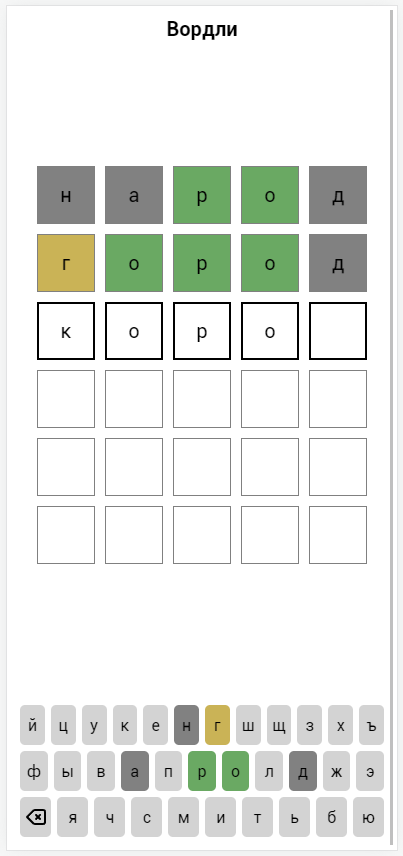 Вордли
н а р о д
г о р о д
к о р о
й ц у к е н г ш щ з х ъ
ф ы в а п р о л д ж э
я ч с м и т ь б ю